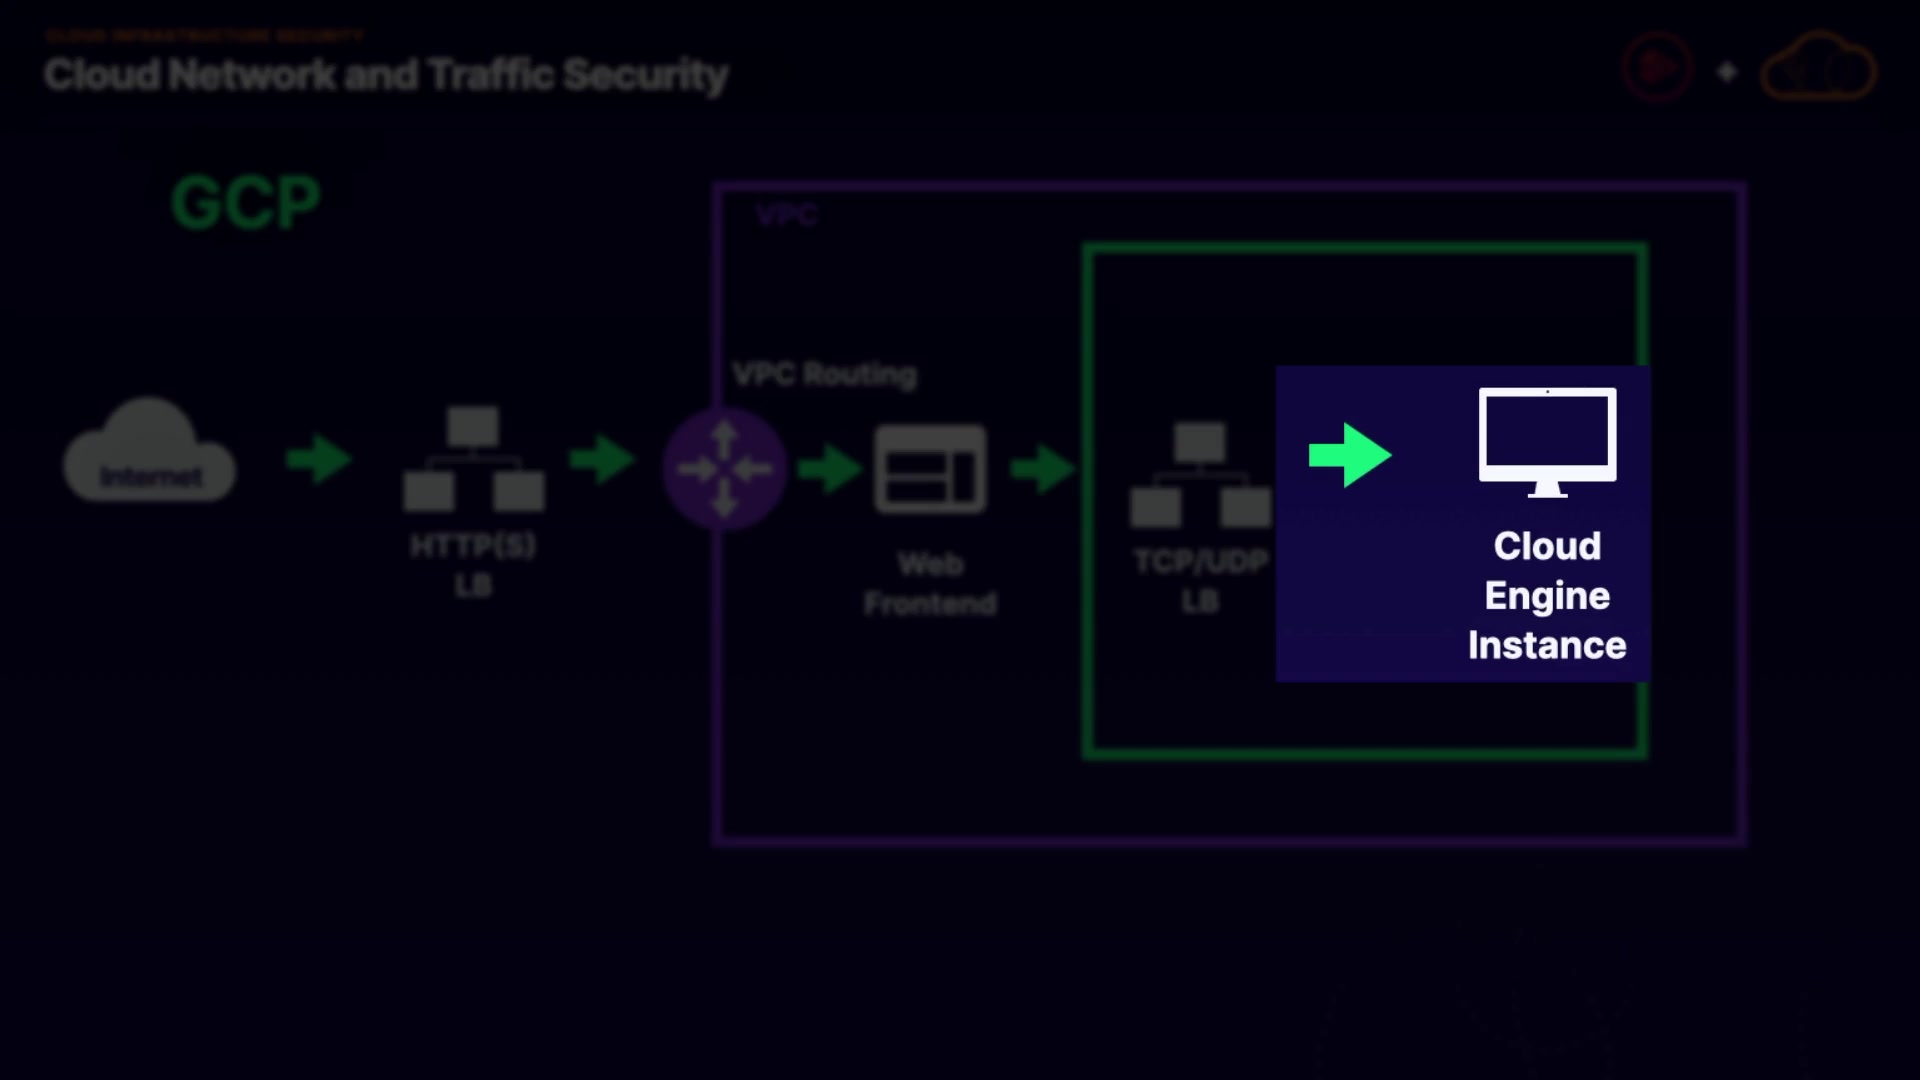 CLOUD INFRASTRUCTURE SECURITY
Cloud Network and Traffic Security
GCP
VPC
VPC Routing
Internet
HTTP(S)
LB
Web
Frontend
TCP/UDP
LB
Cloud
Engine
Instance